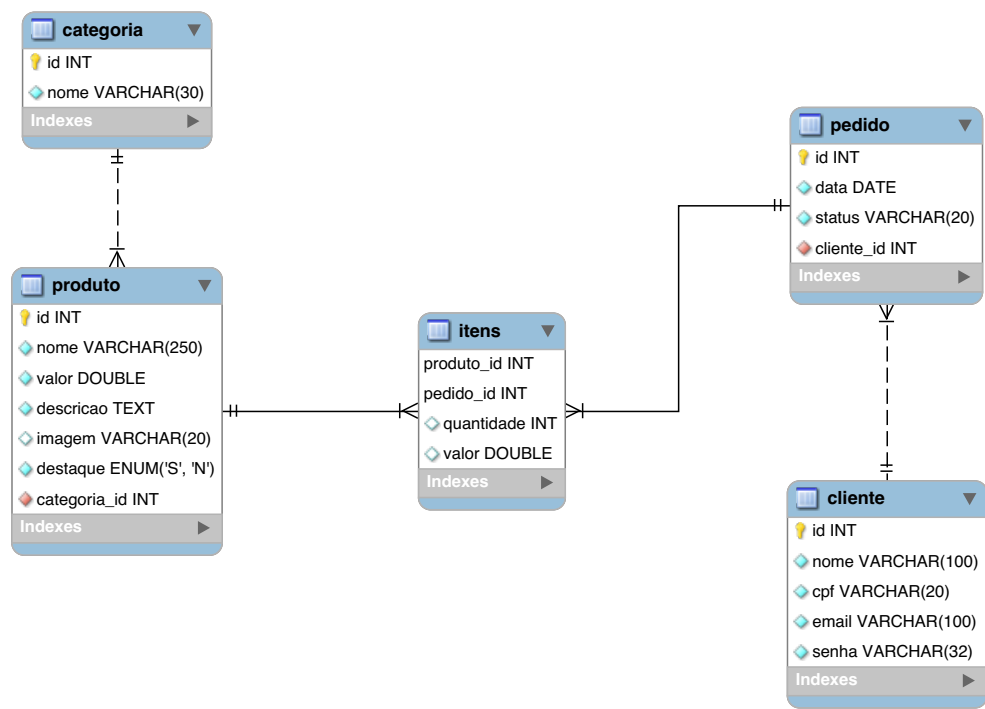 categoria
id INT
nome VARCHAR(30)
Indexes
produto
id INT
nome VARCHAR(250)
valor DOUBLE
descricao TEXT
imagem VARCHAR(20)
destaque ENUM('S', 'N')
categoria_id INT
Indexes
itens
produto_id INT
pedido_id INT
quantidade INT
valor DOUBLE
Indexes
pedido
id INT
data DATE
status VARCHAR(20)
cliente_id INT
Indexes
cliente
id INT
nome VARCHAR(100)
cpf VARCHAR(20)
email VARCHAR(100)
senha VARCHAR(32)
Indexes